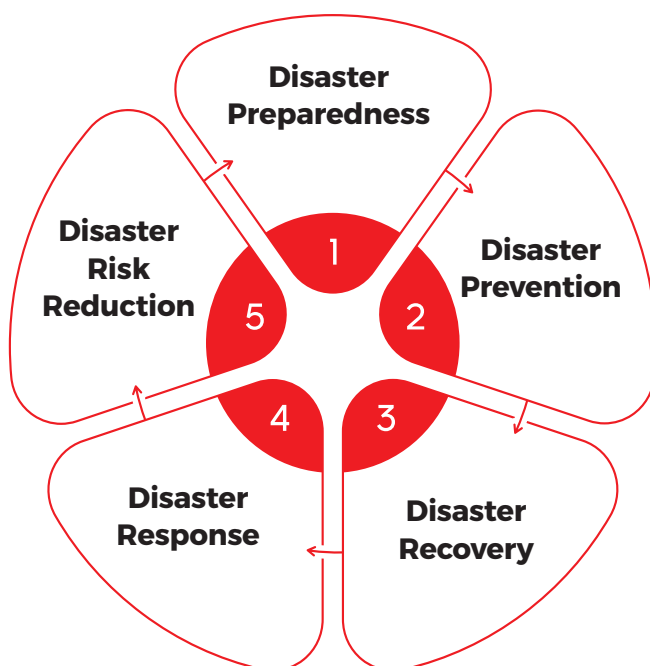 Disaster
Preparedness
1
Disaster
Prevention
2
Disaster
Recovery
3
Disaster
Response
4
Disaster
Risk
Reduction
5